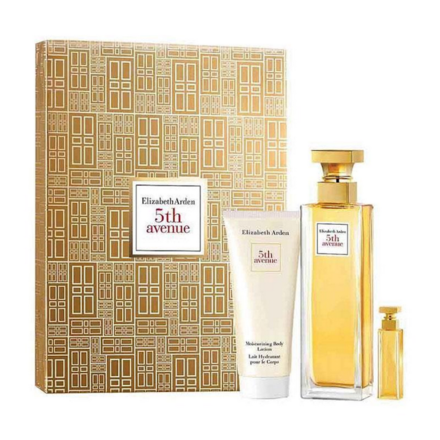 Elizabeth Arden
5th
avenue
Elizabeth Arden
5th
avenue
Moisturizing Body
Lotion
Lait Hydratant
pour le Corps
Elizabeth Arden
5th
avenue